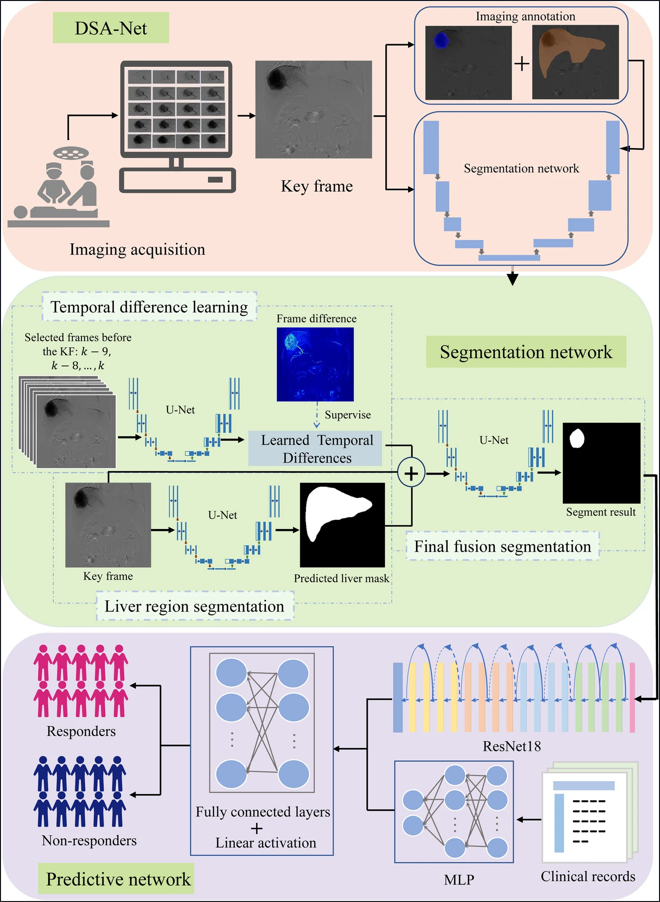 DSA-Net
Imaging annotation
+
Key frame
Segmentation network
Imaging acquisition
Temporal difference learning
Selected frames before
the KF: k − 9,
k − 8, ..., k
U-Net
Frame difference
Supervise
Learned Temporal
Differences
Segmentation network
U-Net
Segment result
+
Final fusion segmentation
U-Net
Key frame
Predicted liver mask
Liver region segmentation
Responders
Non-responders
Fully connected layers
+
Linear activation
ResNet18
MLP
Clinical records
Predictive network